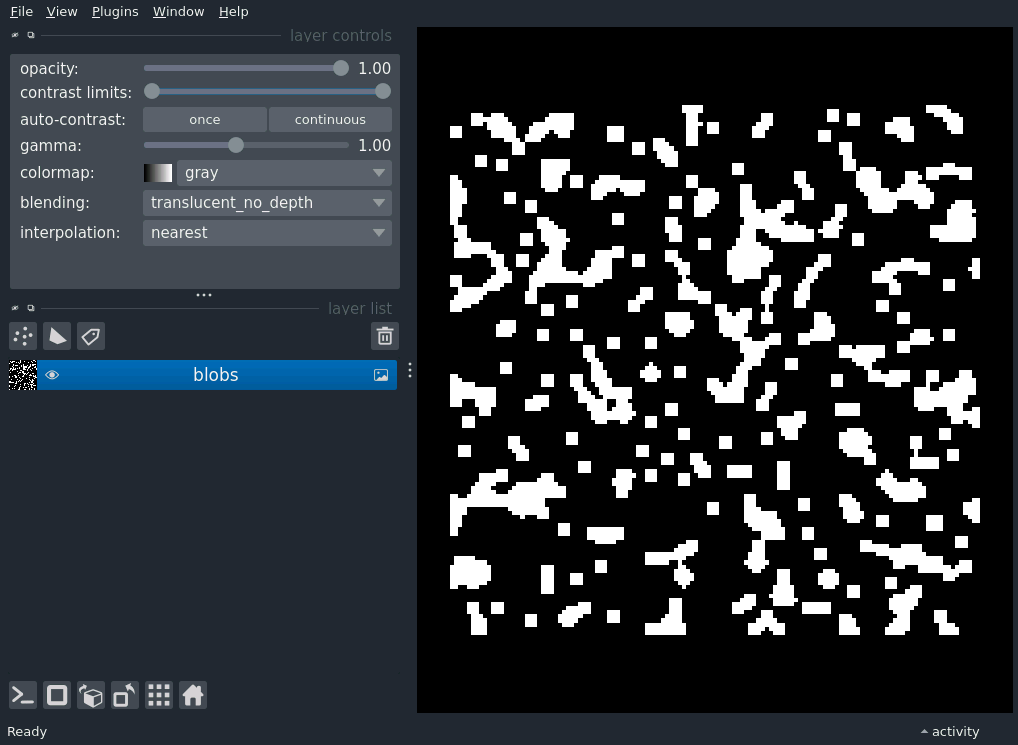 File View Plugins Window Help
layer controls
opacity: 1.00
contrast limits:
auto-contrast: once continuous
gamma: 1.00
colormap: gray
blending: translucent_no_depth
interpolation: nearest
layer list
blobs
Ready
activity